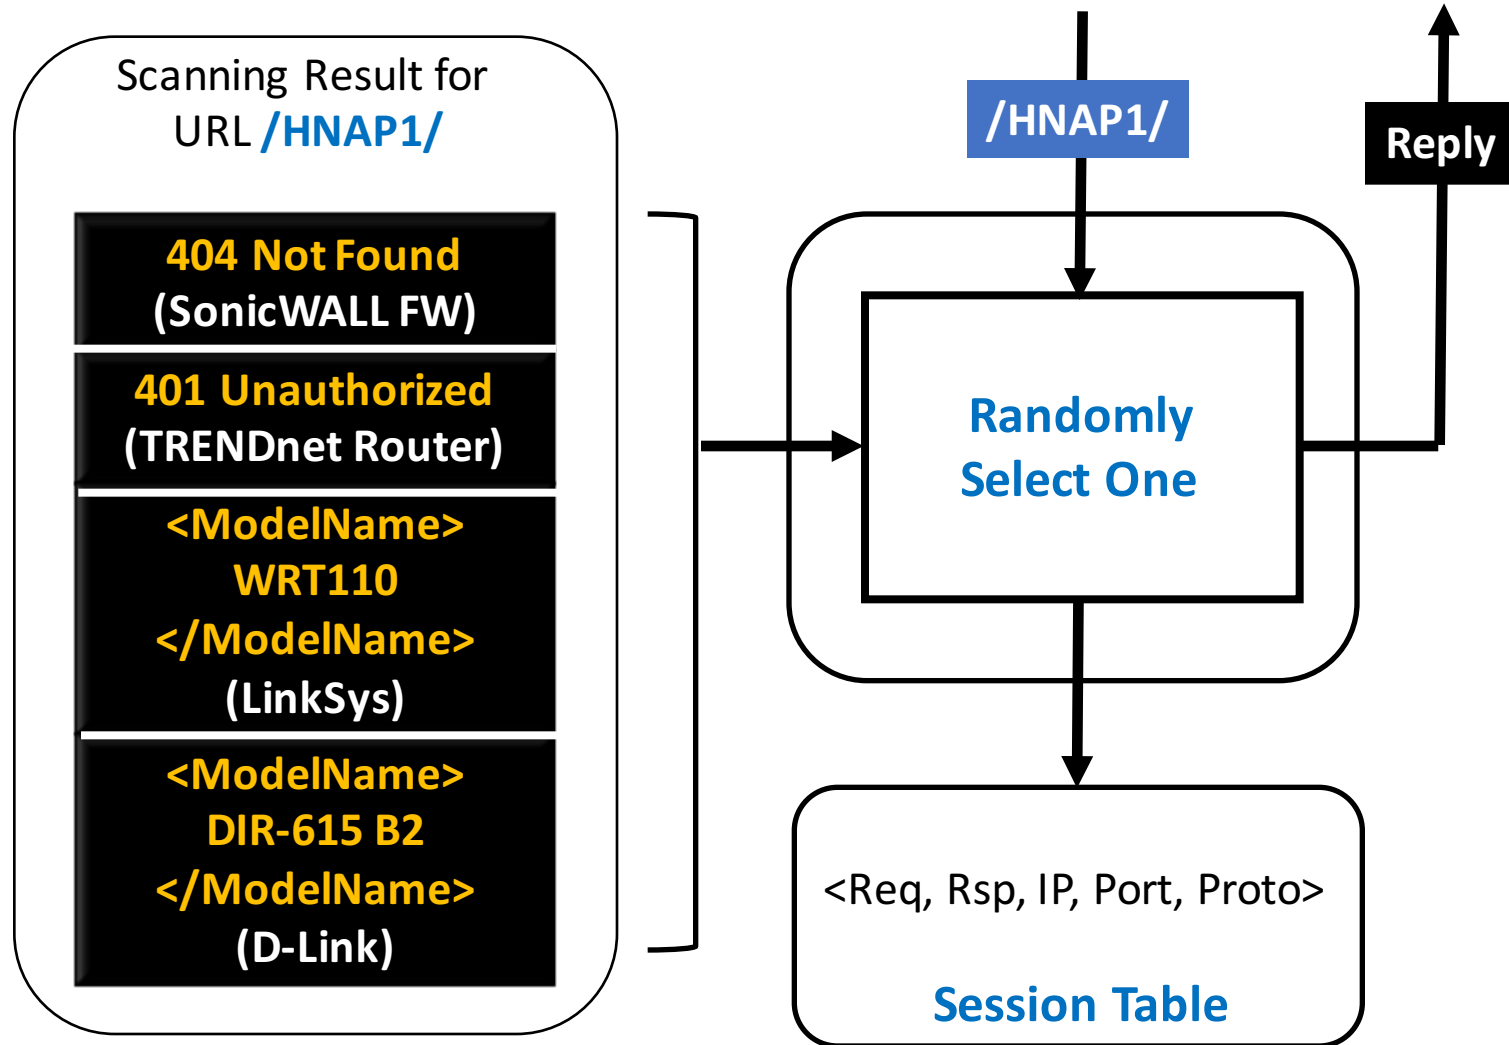 Scanning Result for
URL /HNAP1/
404 Not Found
(SonicWALL FW)
401 Unauthorized
(TRENDnet Router)
<ModelName>
WRT110
</ModelName>
(LinkSys)
<ModelName>
DIR-615 B2
</ModelName>
(D-Link)
/HNAP1/
Reply
Randomly
Select One
<Req, Rsp, IP, Port, Proto>
Session Table